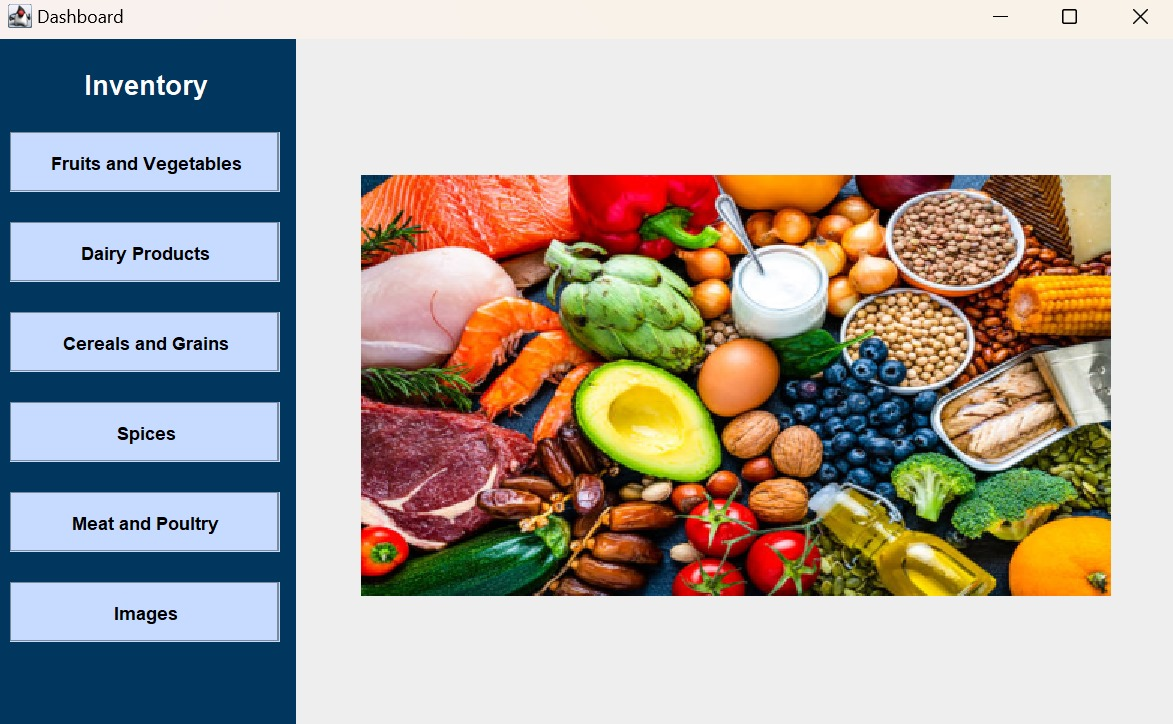 Dashboard
Inventory
Fruits and Vegetables
Dairy Products
Cereals and Grains
Spices
Meat and Poultry
Images